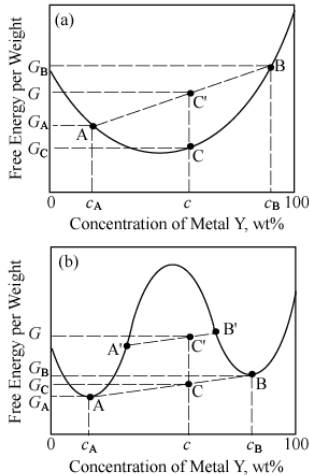 (a)
Free Energy per Weight
G_B
G
G_A
G_C
A
B
C'
C
0
c_A
c
c_B
100
Concentration of Metal Y, wt%
(b)
Free Energy per Weight
G
G_B
G_C
G_A
A'
B'
C'
A
B
C
0
c_A
c
c_B
100
Concentration of Metal Y, wt%